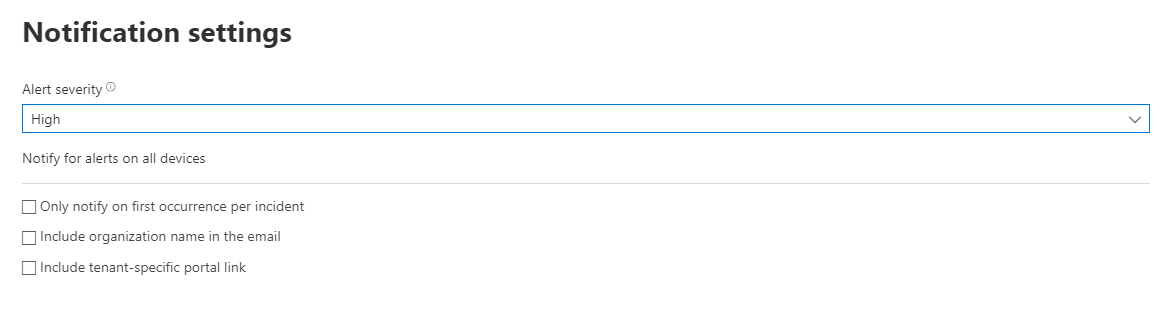 Notification settings
Alert severity
High
Notify for alerts on all devices
Only notify on first occurrence per incident
Include organization name in the email
Include tenant-specific portal link